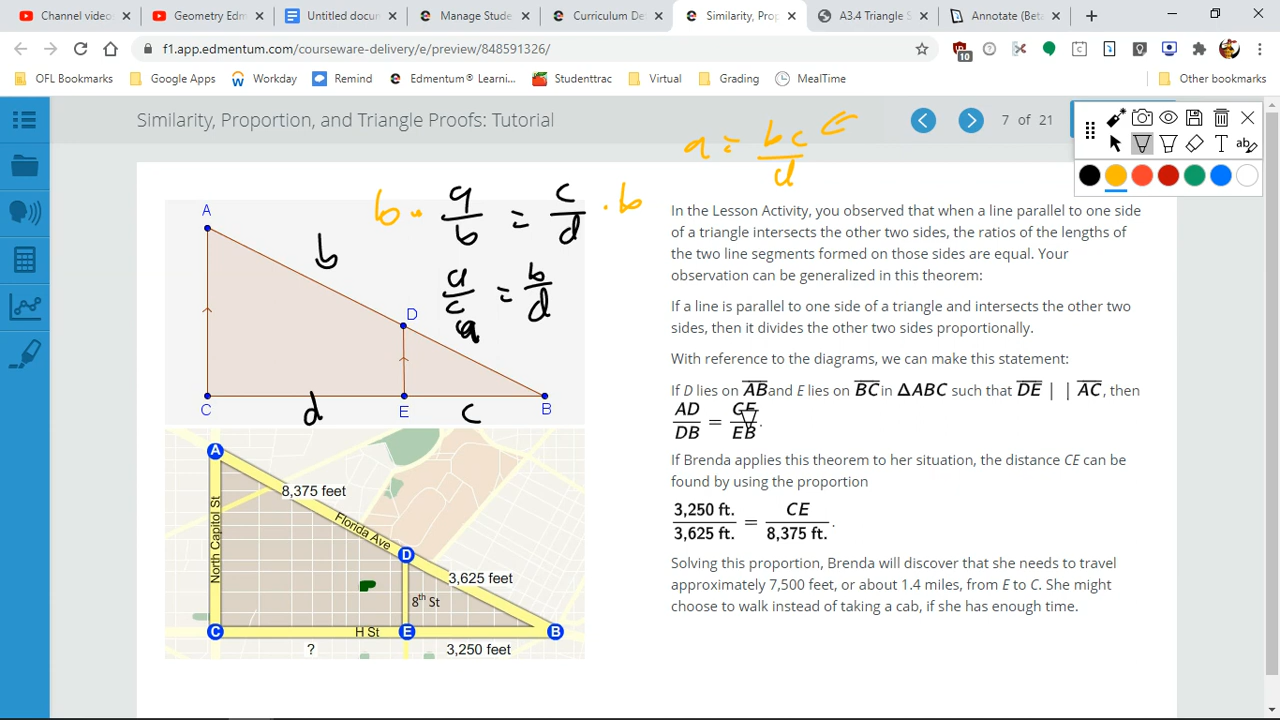 Channel video:
Geometry Edm
Untitled docu
Manage Stude
Curriculum De
Similarity, Prop
A3.4 Triangle S
Annotate (Beta
f1.app.edmentum.com/courseware-delivery/e/preview/848591326/
10
OFL Bookmarks
Google Apps
Workday
Remind
Edmentum ® Learni...
Studenttrac
Virtual
Grading
MealTime
Other bookmarks
Similarity, Proportion, and Triangle Proofs: Tutorial
7 of 21
a = bc/d
b · a/b = c/d · b
a/c = b/d
a
A
b
D
C
d
E
c
B
In the Lesson Activity, you observed that when a line parallel to one side
of a triangle intersects the other two sides, the ratios of the lengths of
the two line segments formed on those sides are equal. Your
observation can be generalized in this theorem:
If a line is parallel to one side of a triangle and intersects the other two
sides, then it divides the other two sides proportionally.
With reference to the diagrams, we can make this statement:
If D lies on AB and E lies on BC in ΔABC such that DE | | AC, then
AD/DB = CE/EB.
If Brenda applies this theorem to her situation, the distance CE can be
found by using the proportion
3,250 ft./3,625 ft. = CE/8,375 ft.
Solving this proportion, Brenda will discover that she needs to travel
approximately 7,500 feet, or about 1.4 miles, from E to C. She might
choose to walk instead of taking a cab, if she has enough time.
A
8,375 feet
North Capitol St
Florida Ave
D
3,625 feet
8th St
C
H St
E
B
?
3,250 feet